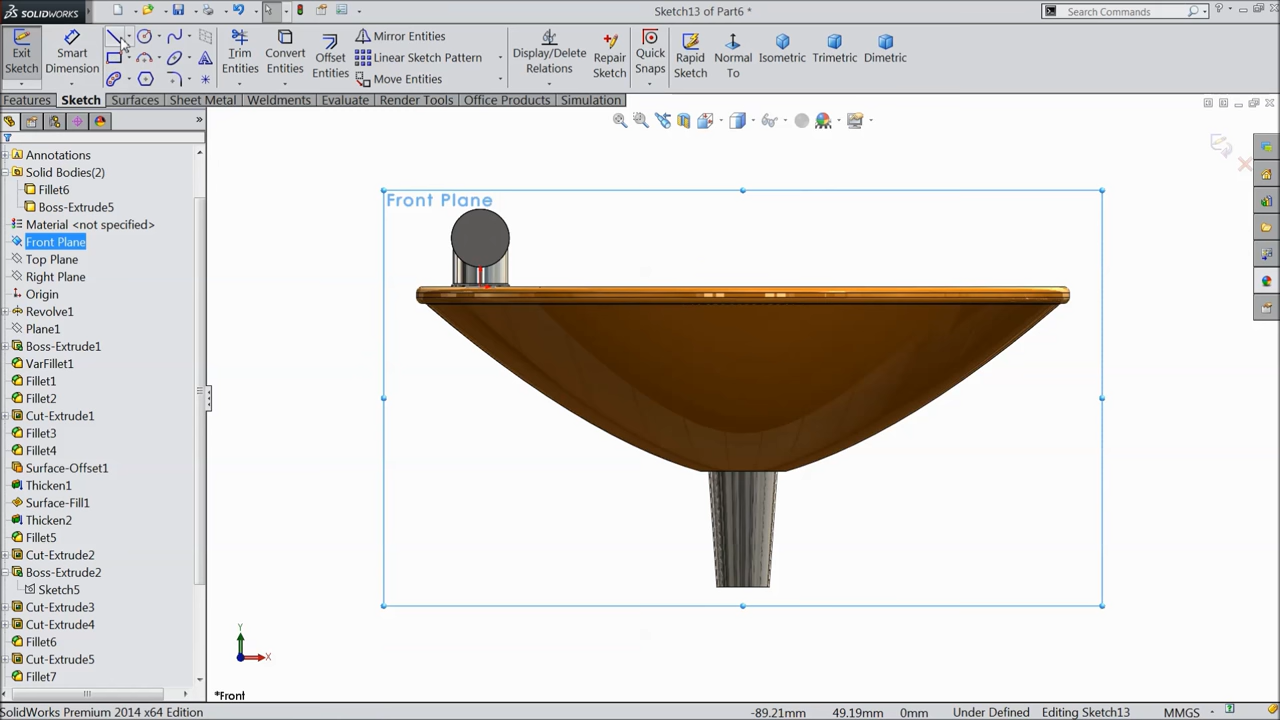 SOLIDWORKS
Sketch13 of Part6 *
Search Commands
Exit Sketch
Smart Dimension
Trim Entities
Convert Entities
Offset Entities
Mirror Entities
Linear Sketch Pattern
Move Entities
Display/Delete Relations
Repair Sketch
Quick Snaps
Rapid Sketch
Normal To
Isometric
Trimetric
Dimetric
Features
Sketch
Surfaces
Sheet Metal
Weldments
Evaluate
Render Tools
Office Products
Simulation
Annotations
Solid Bodies(2)
Fillet6
Boss-Extrude5
Material <not specified>
Front Plane
Top Plane
Right Plane
Origin
Revolve1
Plane1
Boss-Extrude1
VarFillet1
Fillet1
Fillet2
Cut-Extrude1
Fillet3
Fillet4
Surface-Offset1
Thicken1
Surface-Fill1
Thicken2
Fillet5
Cut-Extrude2
Boss-Extrude2
Sketch5
Cut-Extrude3
Cut-Extrude4
Fillet6
Cut-Extrude5
Fillet7
Front Plane
Y
X
*Front
SolidWorks Premium 2014 x64 Edition
-89.21mm
49.19mm
0mm
Under Defined
Editing Sketch13
MMGS